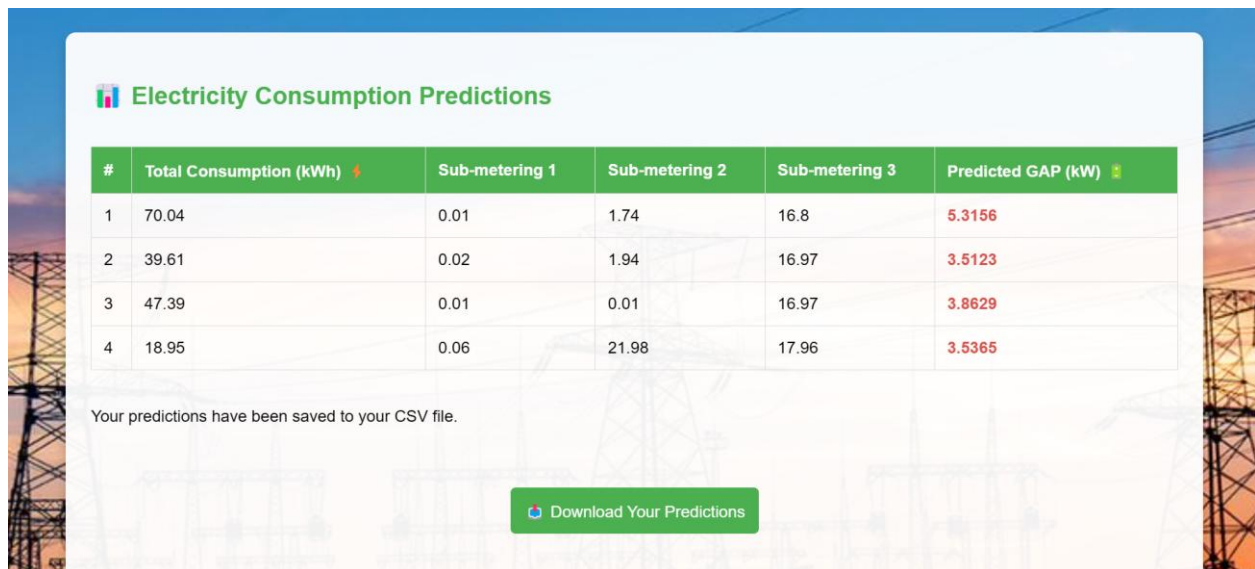 Electricity Consumption Predictions
# Total Consumption (kWh) Sub-metering 1 Sub-metering 2 Sub-metering 3 Predicted GAP (kW)
1 70.04 0.01 1.74 16.8 5.3156
2 39.61 0.02 1.94 16.97 3.5123
3 47.39 0.01 0.01 16.97 3.8629
4 18.95 0.06 21.98 17.96 3.5365
Your predictions have been saved to your CSV file.
Download Your Predictions